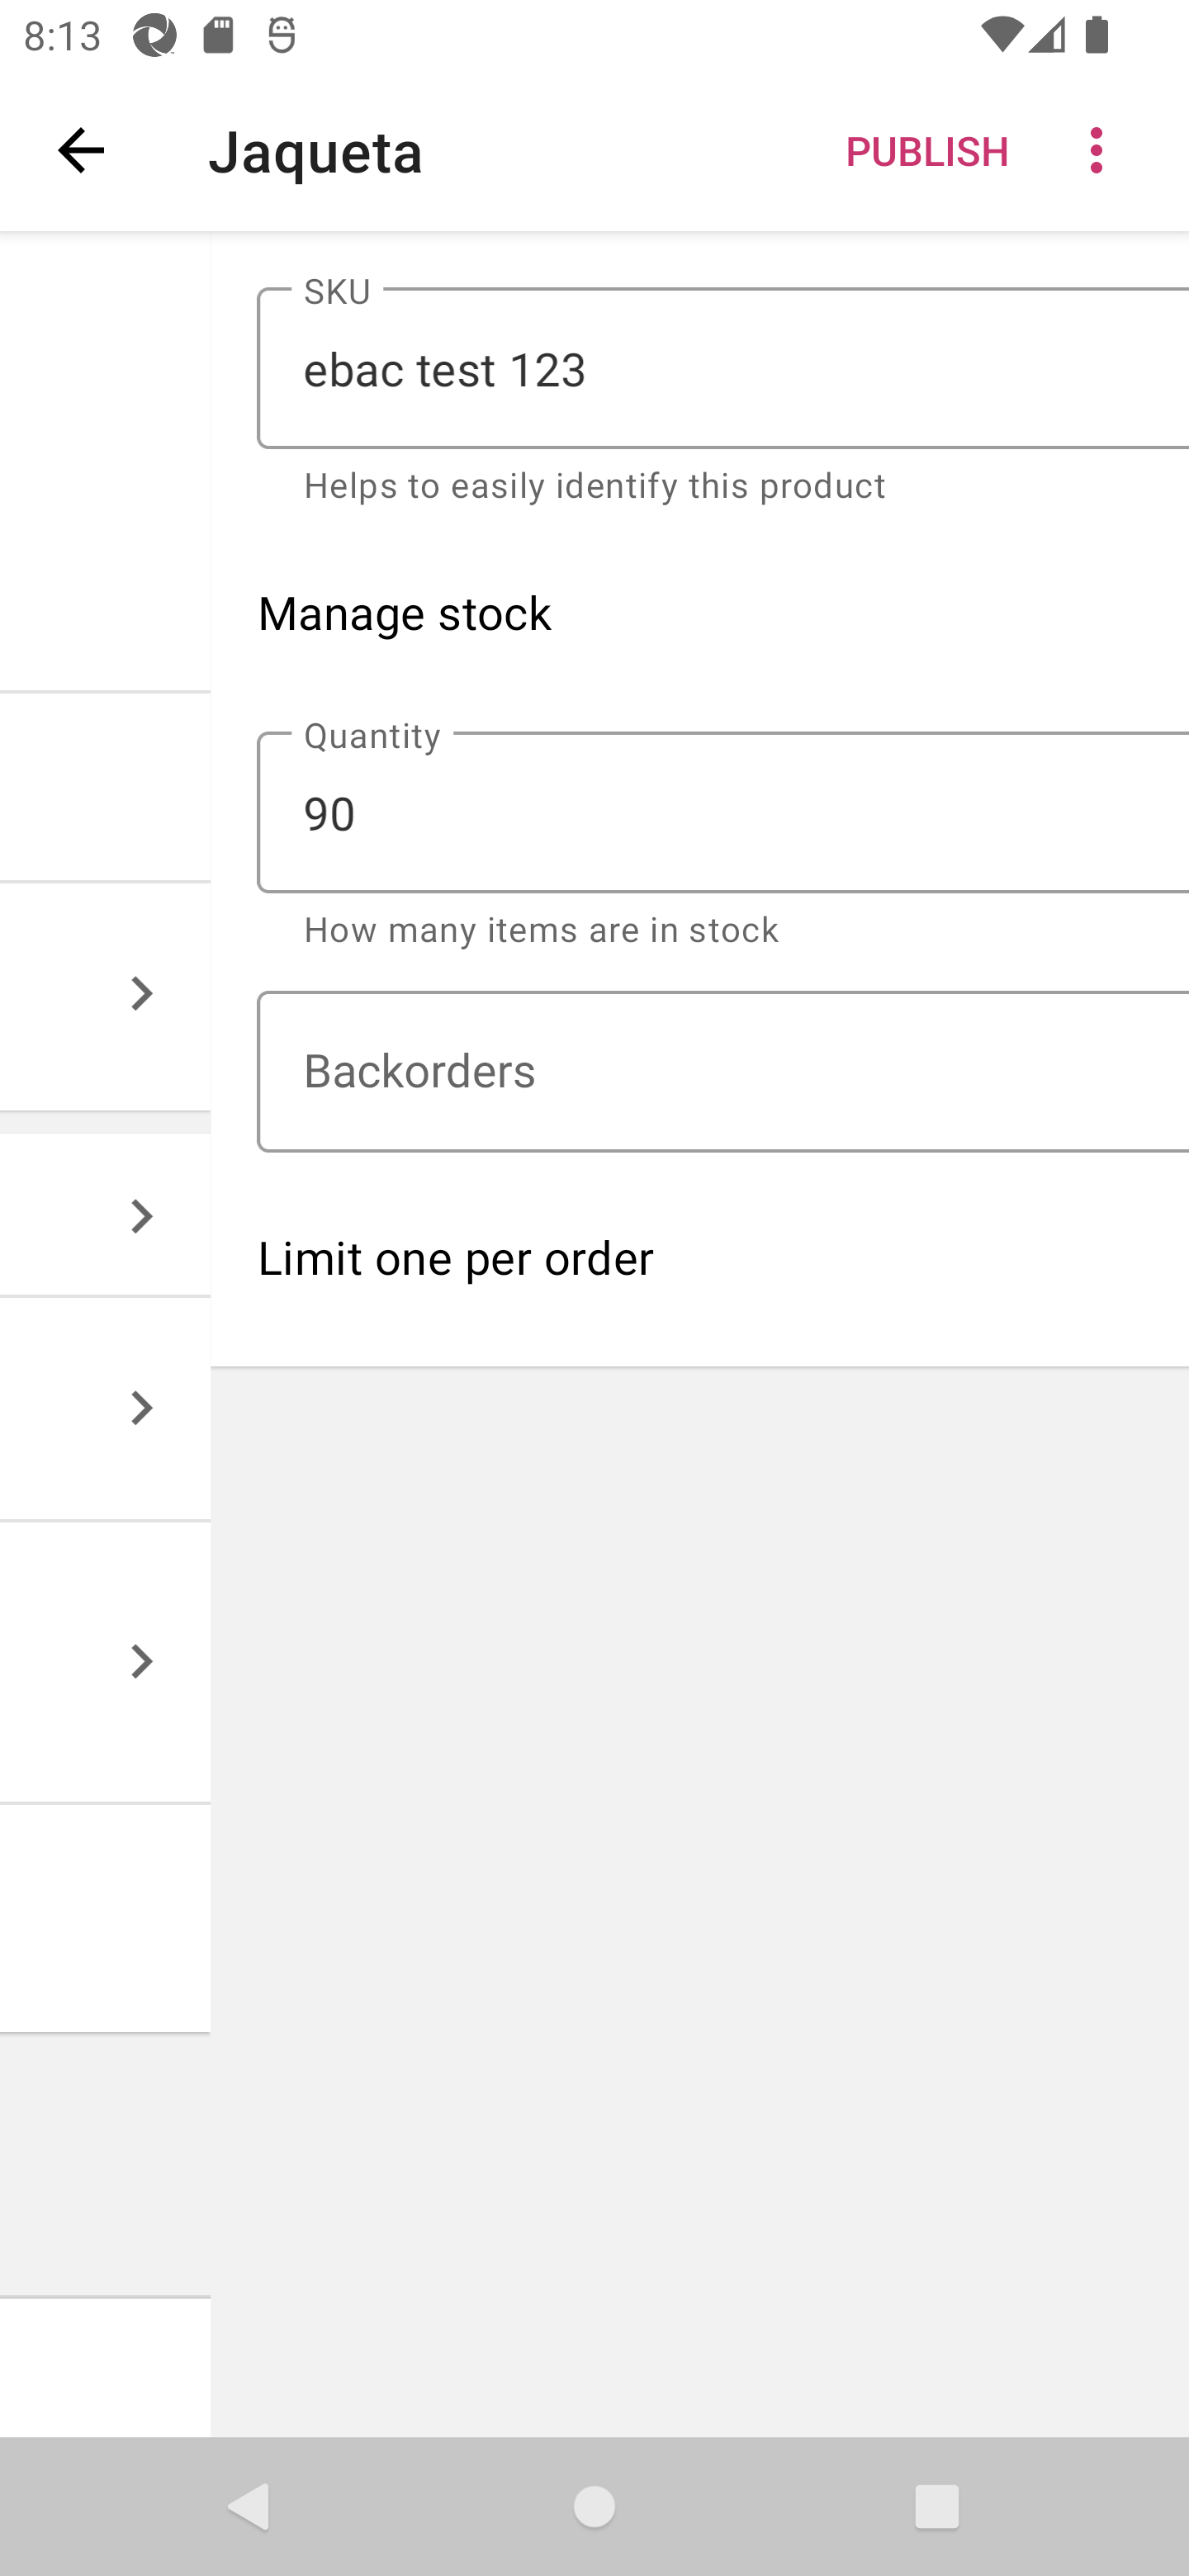 8:13
Jaqueta
PUBLISH
SKU
ebac test 123
Helps to easily identify this product
Manage stock
Quantity
90
How many items are in stock
Backorders
Limit one per order